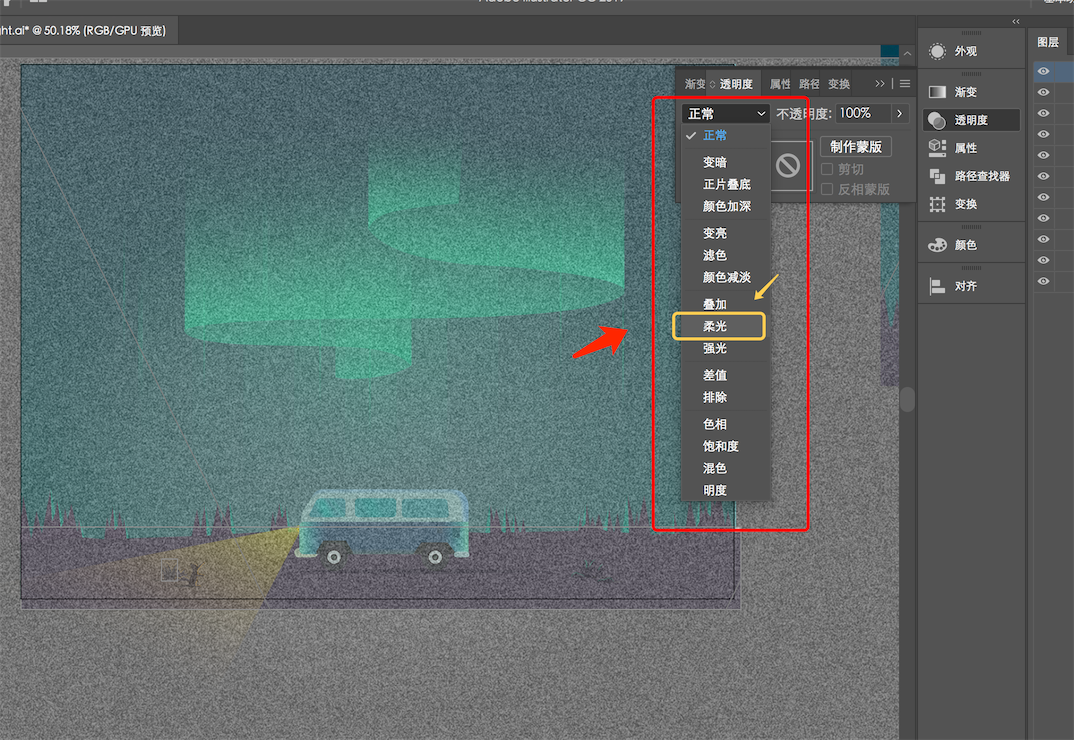 ht.ai* @ 50.18% (RGB/GPU 预览)
渐变 透明度 属性 路径 变换
正常 不透明度: 100%
正常
变暗
正片叠底
颜色加深
变亮
滤色
颜色减淡
叠加
柔光
强光
差值
排除
色相
饱和度
混色
明度
制作蒙版
剪切
反相蒙版
外观
渐变
透明度
属性
路径查找器
变换
颜色
对齐
图层